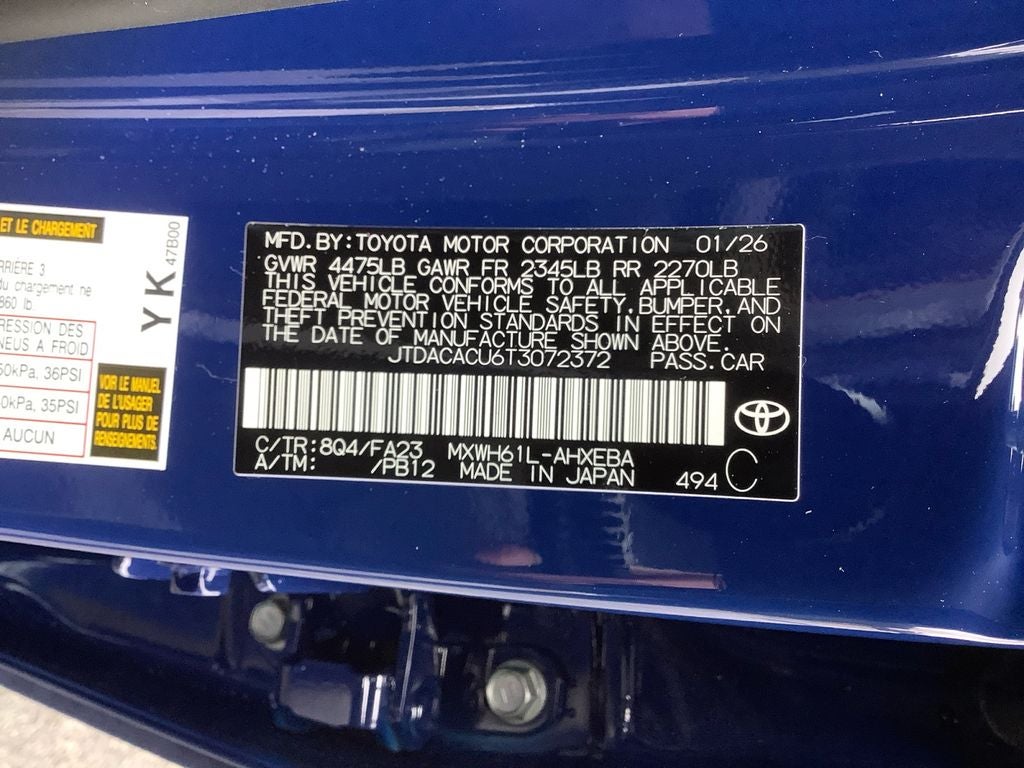 ET LE CHARGEMENT
RRIÈRE 3
du chargement ne
860 lb.
RESSION DES
NEUS A FROID
50kPa, 36PSI
40kPa, 35PSI
AUCUN
YK
47B00
VOIR LE MANUEL
DE L'USAGER
POUR PLUS DE
RENSEIGNEMENTS.
MFD. BY: TOYOTA MOTOR CORPORATION 01/26
GVWR 4475LB GAWR FR 2345LB RR 2270LB
THIS VEHICLE CONFORMS TO ALL APPLICABLE
FEDERAL MOTOR VEHICLE SAFETY, BUMPER, AND
THEFT PREVENTION STANDARDS IN EFFECT ON
THE DATE OF MANUFACTURE SHOWN ABOVE.
JTDACACU6T3072372 PASS. CAR
C/TR: 8Q4/FA23 MXWH61L-AHXEBA
A/TM: /PB12 MADE IN JAPAN
494 C